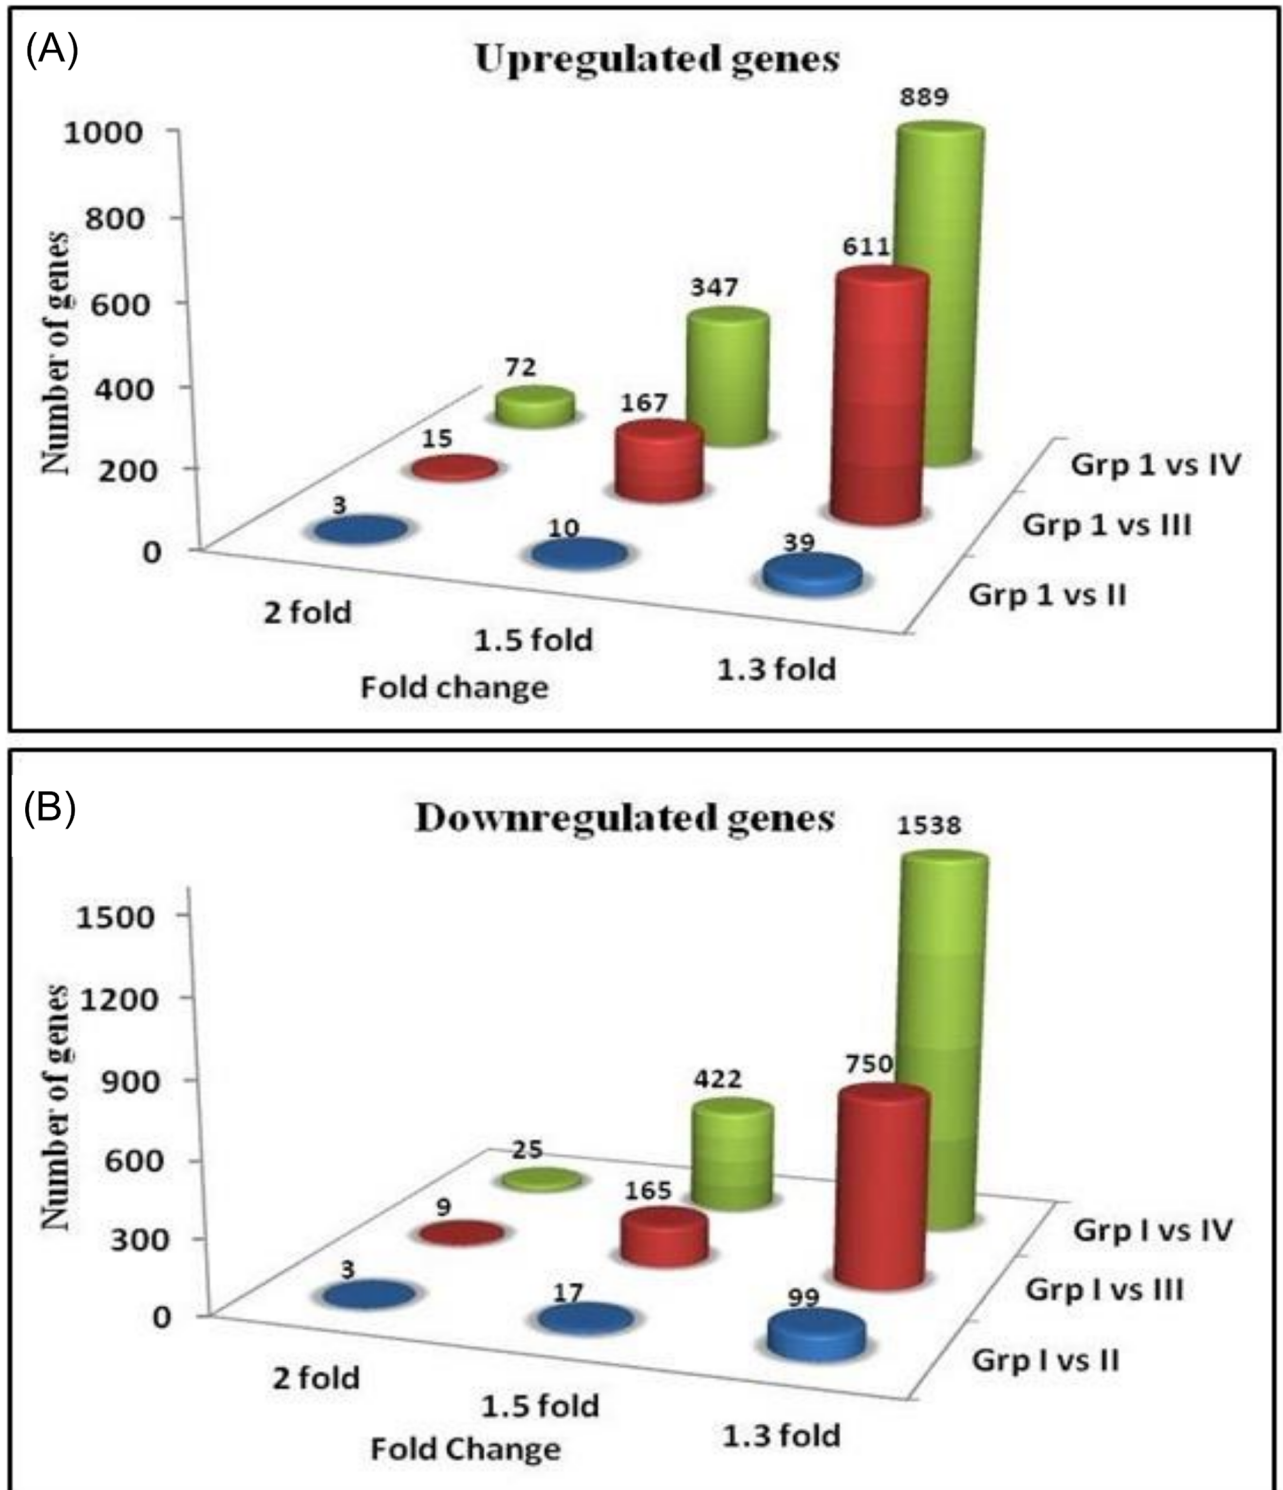 (A)
Upregulated genes
889
1000
800
611
600
347
400
72
167
200
15
3
10
39
0
Number of genes
Grp 1 vs IV
Grp 1 vs III
Grp 1 vs II
2 fold
1.5 fold
1.3 fold
Fold change
(B)
Downregulated genes
1538
1500
1200
900
750
422
600
25
165
300
9
3
17
99
0
Number of genes
Grp I vs IV
Grp I vs III
Grp I vs II
2 fold
1.5 fold
1.3 fold
Fold Change